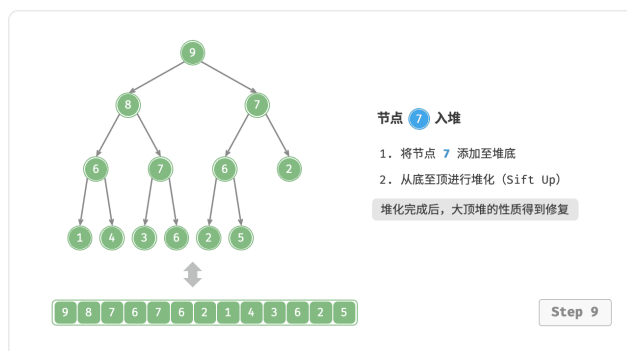 9
8 7
6 7 6 2
1 4 3 6 2 5
9 8 7 6 7 6 2 1 4 3 6 2 5
节点 7 入堆
1. 将节点 7 添加至堆底
2. 从底至顶进行堆化（Sift Up）
堆化完成后，大顶堆的性质得到修复
Step 9